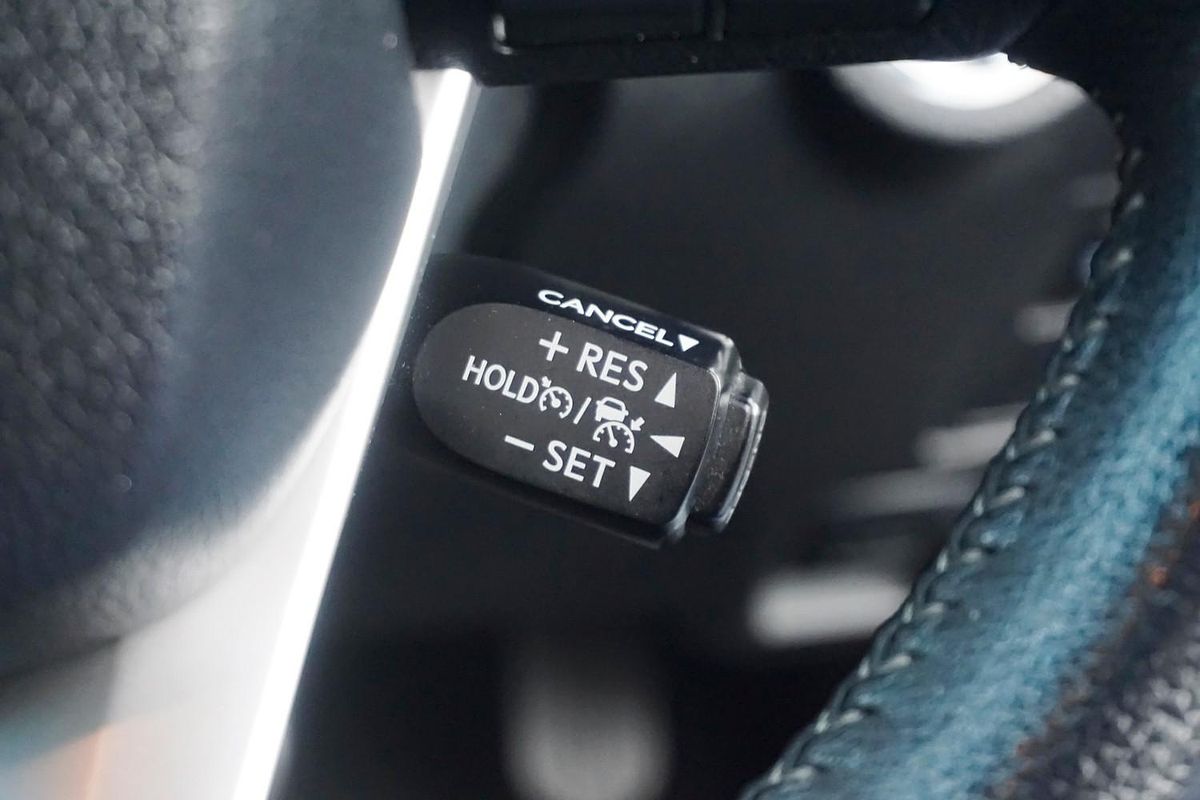 CANCEL▼
+ RES ▲
HOLD /
− SET ▼